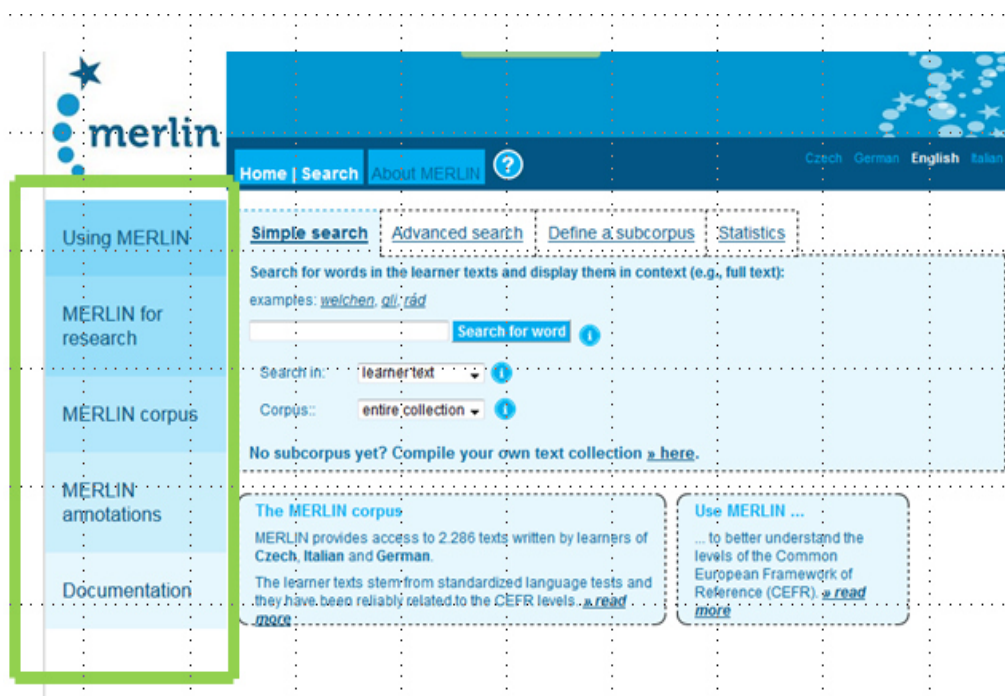 merlin
Home | Search About MERLIN ?
Czech German English Italian
Using MERLIN
MERLIN for
research
MERLIN corpus
MERLIN
annotations
Documentation
Simple search Advanced search Define a subcorpus Statistics
Search for words in the learner texts and display them in context (e.g., full text):
examples: welchen, gli, rád
Search for word i
Search in: learner text i
Corpus:: entire collection i
No subcorpus yet? Compile your own text collection » here.
The MERLIN corpus
MERLIN provides access to 2.286 texts written by learners of
Czech, Italian and German.
The learner texts stem from standardized language tests and
they have been reliably related to the CEFR levels. » read
more
Use MERLIN ...
... to better understand the
levels of the Common
European Framework of
Reference (CEFR). » read
more